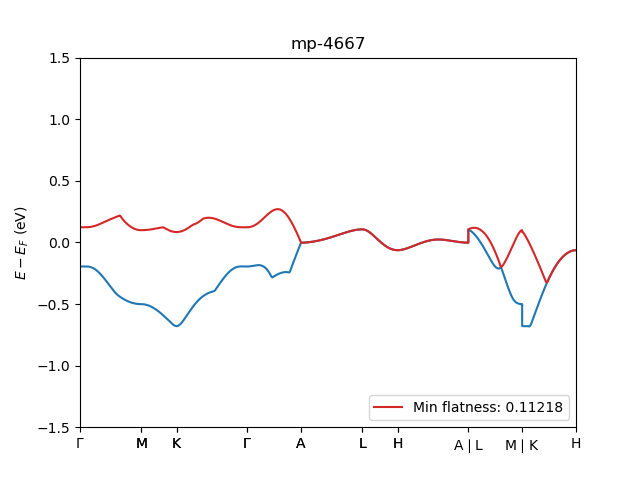 mp-4667
E − E_F (eV)
1.5
1.0
0.5
0.0
−0.5
−1.0
−1.5
Min flatness: 0.11218
Γ M K Γ A L H A | L M | K H